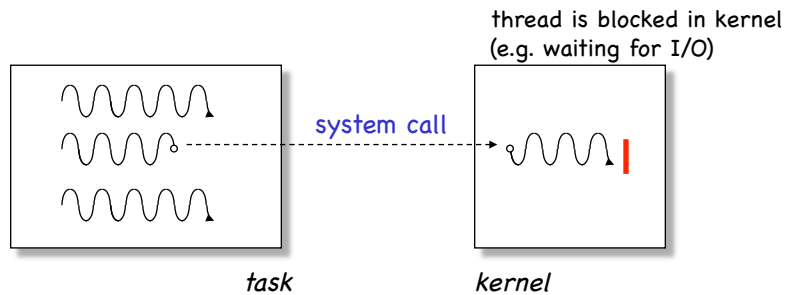 thread is blocked in kernel
(e.g. waiting for I/O)
system call
task
kernel